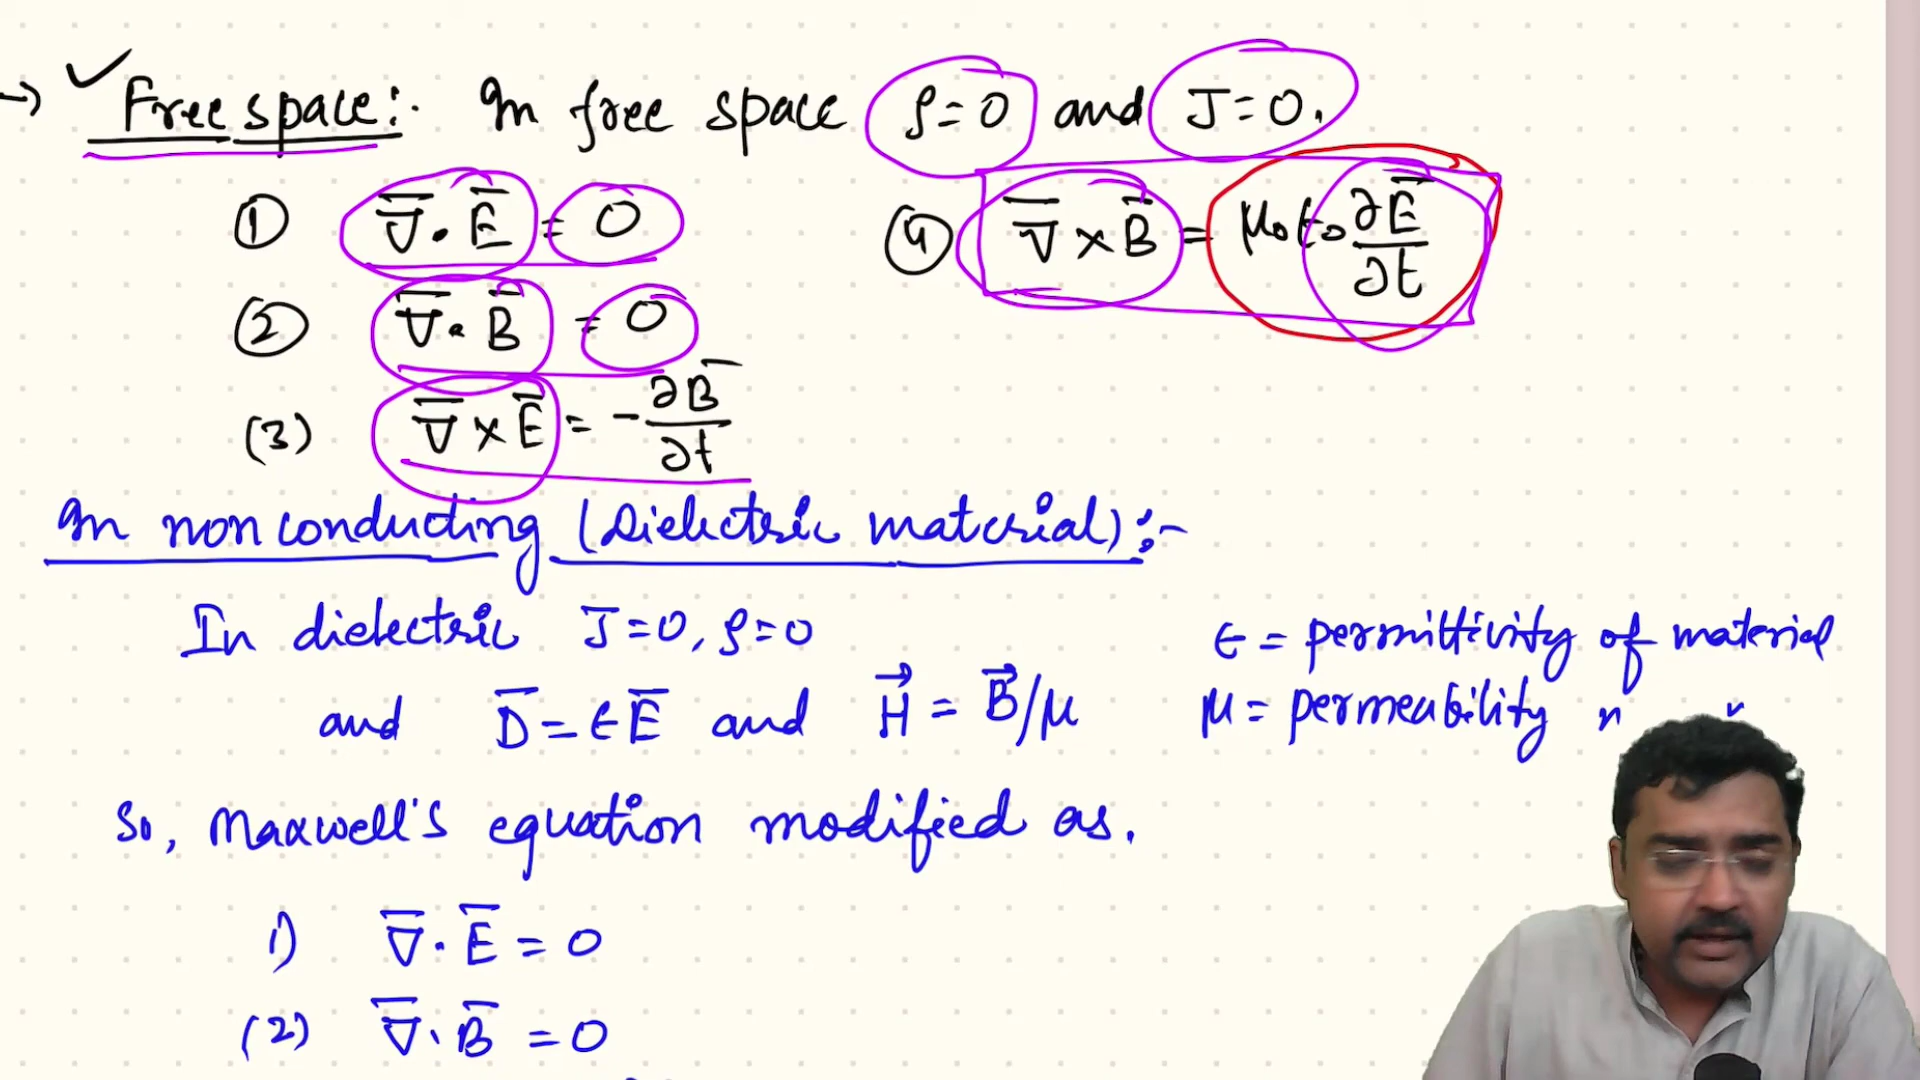 → ✓ Free space:- In free space ρ=0 and J=0.
① ∇̅·E̅ = 0
④ ∇̅×B̅ = μ₀ε₀ ∂E̅/∂t
② ∇̅·B̅ = 0
(3) ∇̅×E̅ = -∂B̅/∂t
In nonconducting (Dielectric material):-
In dielectric J̅=0, ρ=0
ε = permittivity of material
and D̅=εE̅ and H⃗ = B⃗/μ
μ = permeability " "
So, Maxwell's equation modified as.
1) ∇̅·E̅ = 0
(2) ∇̅·B̅ = 0